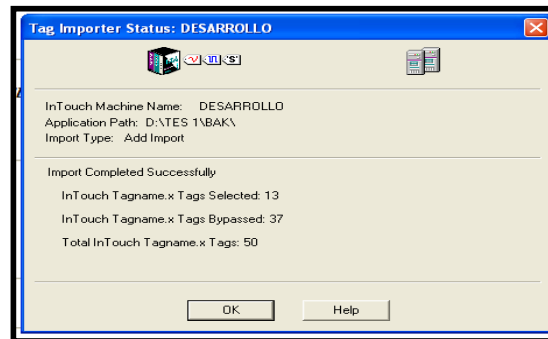 Tag Importer Status: DESARROLLO
'S'
InTouch Machine Name: DESARROLLO
Application Path: D:\TES 1\BAK\
Import Type: Add Import
Import Completed Successfully
InTouch Tagname.x Tags Selected: 13
InTouch Tagname.x Tags Bypassed: 37
Total InTouch Tagname.x Tags: 50
OK Help